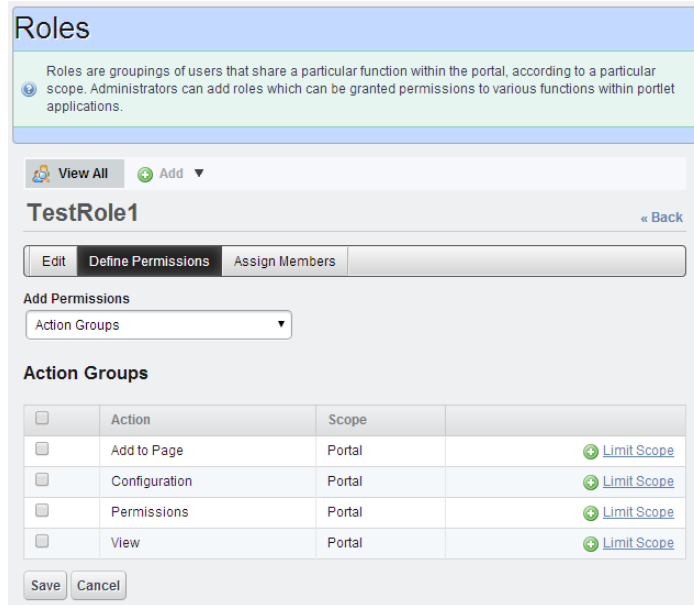 Roles
Roles are groupings of users that share a particular function within the portal, according to a particular
scope. Administrators can add roles which can be granted permissions to various functions within portlet
applications.
View All Add ▼
TestRole1 « Back
Edit Define Permissions Assign Members
Add Permissions
Action Groups ▼
Action Groups
Action Scope
Add to Page Portal Limit Scope
Configuration Portal Limit Scope
Permissions Portal Limit Scope
View Portal Limit Scope
Save Cancel